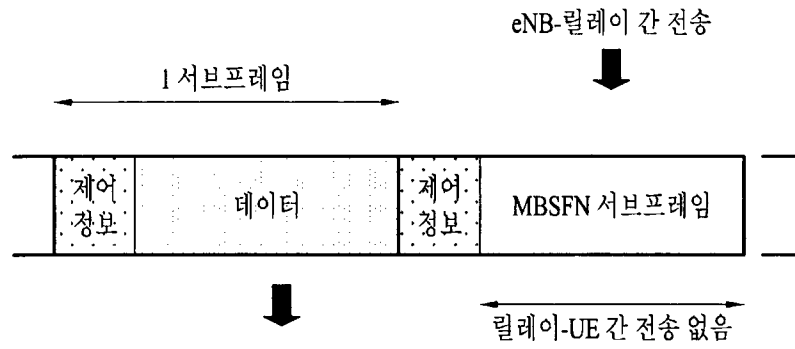 eNB-릴레이 간 전송
1 서브프레임
제어
정보
데이터
제어
정보
MBSFN 서브프레임
릴레이-UE 간 전송 없음